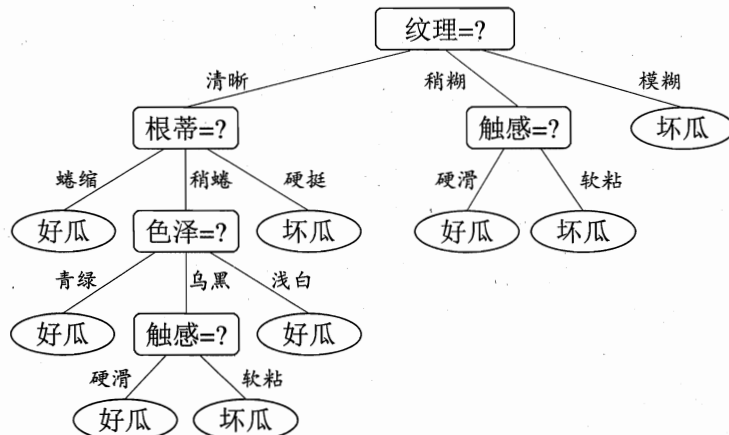 纹理=?
清晰 稍糊 模糊
根蒂=? 触感=? 坏瓜
蜷缩 稍蜷 硬挺 硬滑 软粘
好瓜 色泽=? 坏瓜 好瓜 坏瓜
青绿 乌黑 浅白
好瓜 触感=? 好瓜
硬滑 软粘
好瓜 坏瓜